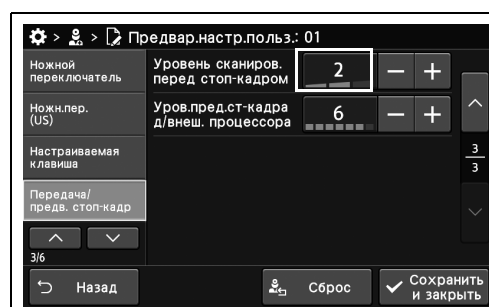 > > Предвар.настр.польз.: 01
Ножной
переключатель
Ножн.пер.
(US)
Настраиваемая
клавиша
Передача/
предв. стоп-кадр
3/6
Уровень сканиров.
перед стоп-кадром
2
− +
Уров.пред.ст-кадра
д/внеш. процессора
6
− +
3
3
Назад
Сброс
Сохранить
и закрыть